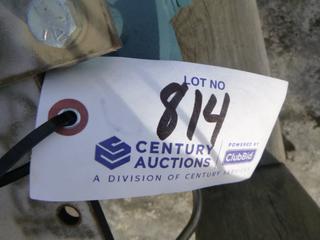 LOT NO
814
CENTURY
AUCTIONS
POWERED BY
ClubBid
A DIVISION OF CENTURY